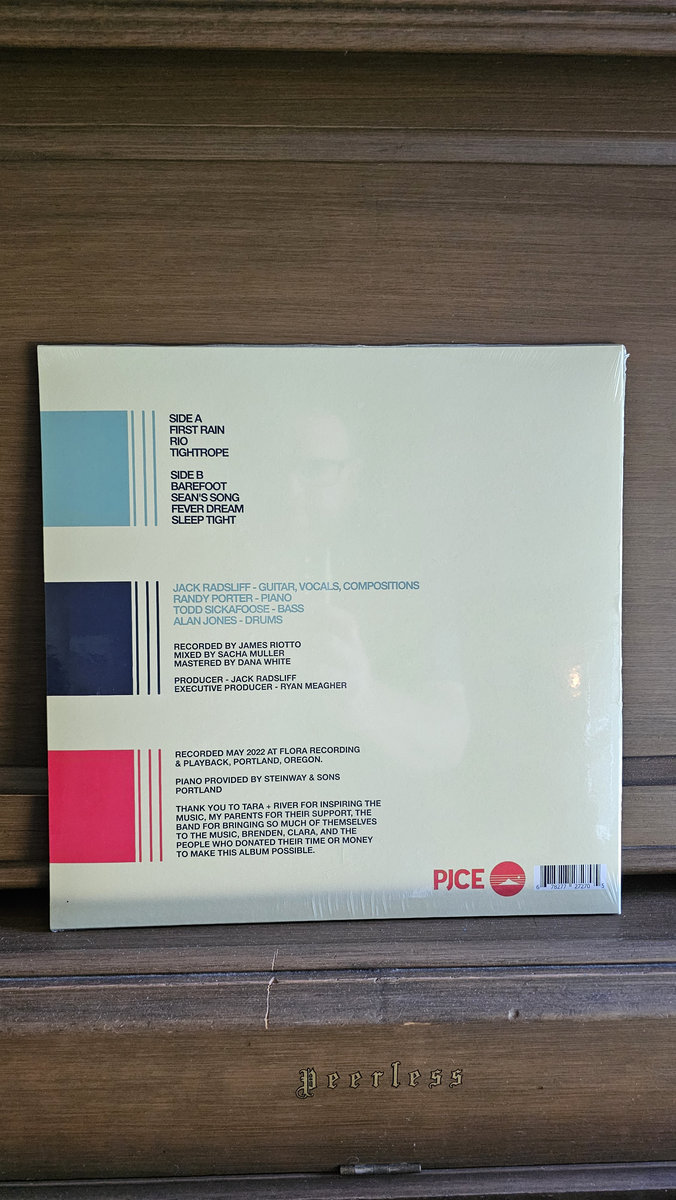 SIDE A
FIRST RAIN
RIO
TIGHTROPE
SIDE B
BAREFOOT
SEAN'S SONG
FEVER DREAM
SLEEP TIGHT
JACK RADSLIFF - GUITAR, VOCALS, COMPOSITIONS
RANDY PORTER - PIANO
TODD SICKAFOOSE - BASS
ALAN JONES - DRUMS
RECORDED BY JAMES RIOTTO
MIXED BY SACHA MULLER
MASTERED BY DANA WHITE
PRODUCER - JACK RADSLIFF
EXECUTIVE PRODUCER - RYAN MEAGHER
RECORDED MAY 2022 AT FLORA RECORDING
& PLAYBACK, PORTLAND, OREGON.
PIANO PROVIDED BY STEINWAY & SONS
PORTLAND
THANK YOU TO TARA + RIVER FOR INSPIRING THE
MUSIC, MY PARENTS FOR THEIR SUPPORT, THE
BAND FOR BRINGING SO MUCH OF THEMSELVES
TO THE MUSIC, BRENDEN, CLARA, AND THE
PEOPLE WHO DONATED THEIR TIME OR MONEY
TO MAKE THIS ALBUM POSSIBLE.
PJCE
6 78277 27270 5
Peerless